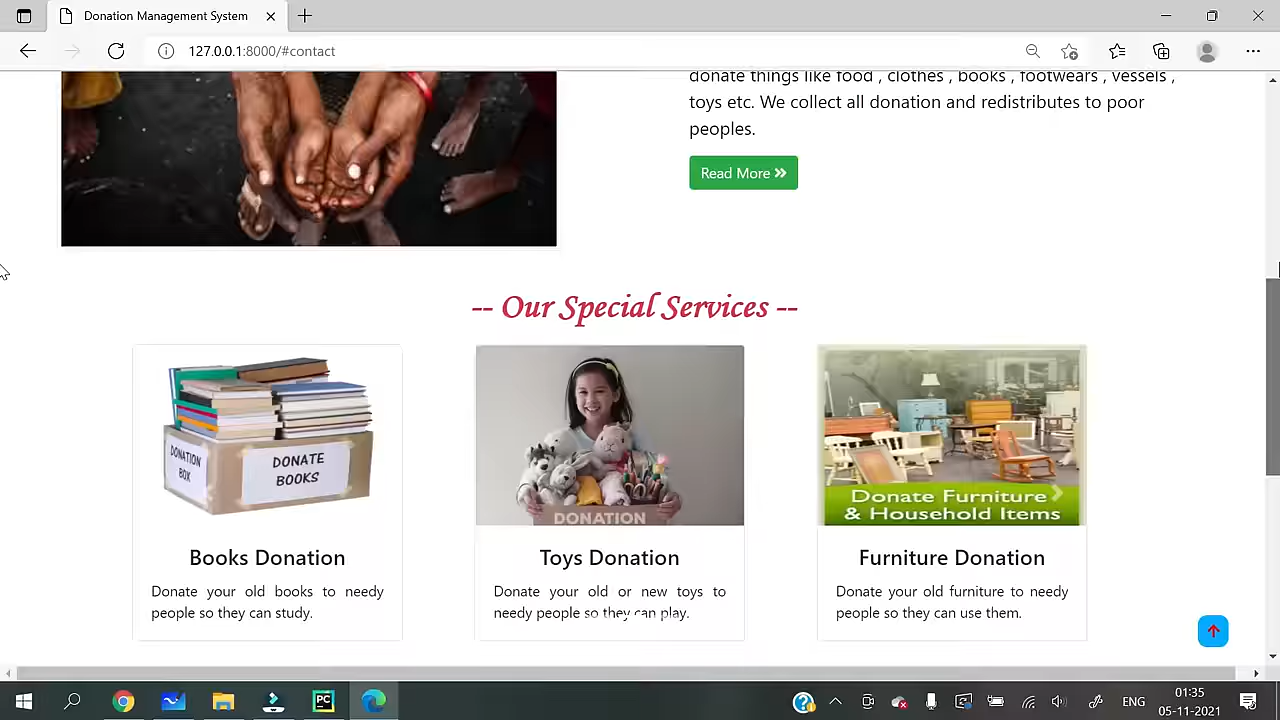 Donation Management System
127.0.0.1:8000/#contact
donate things like food , clothes , books , footwears , vessels ,
toys etc. We collect all donation and redistributes to poor
peoples.
Read More
-- Our Special Services --
DONATION
BOX
DONATE
BOOKS
DONATION
Donate Furniture
& Household Items
Books Donation
Toys Donation
Furniture Donation
Donate your old books to needy
people so they can study.
Donate your old or new toys to
needy people so they can play.
Donate your old furniture to needy
people so they can use them.
PC
ENG
01:35
05-11-2021